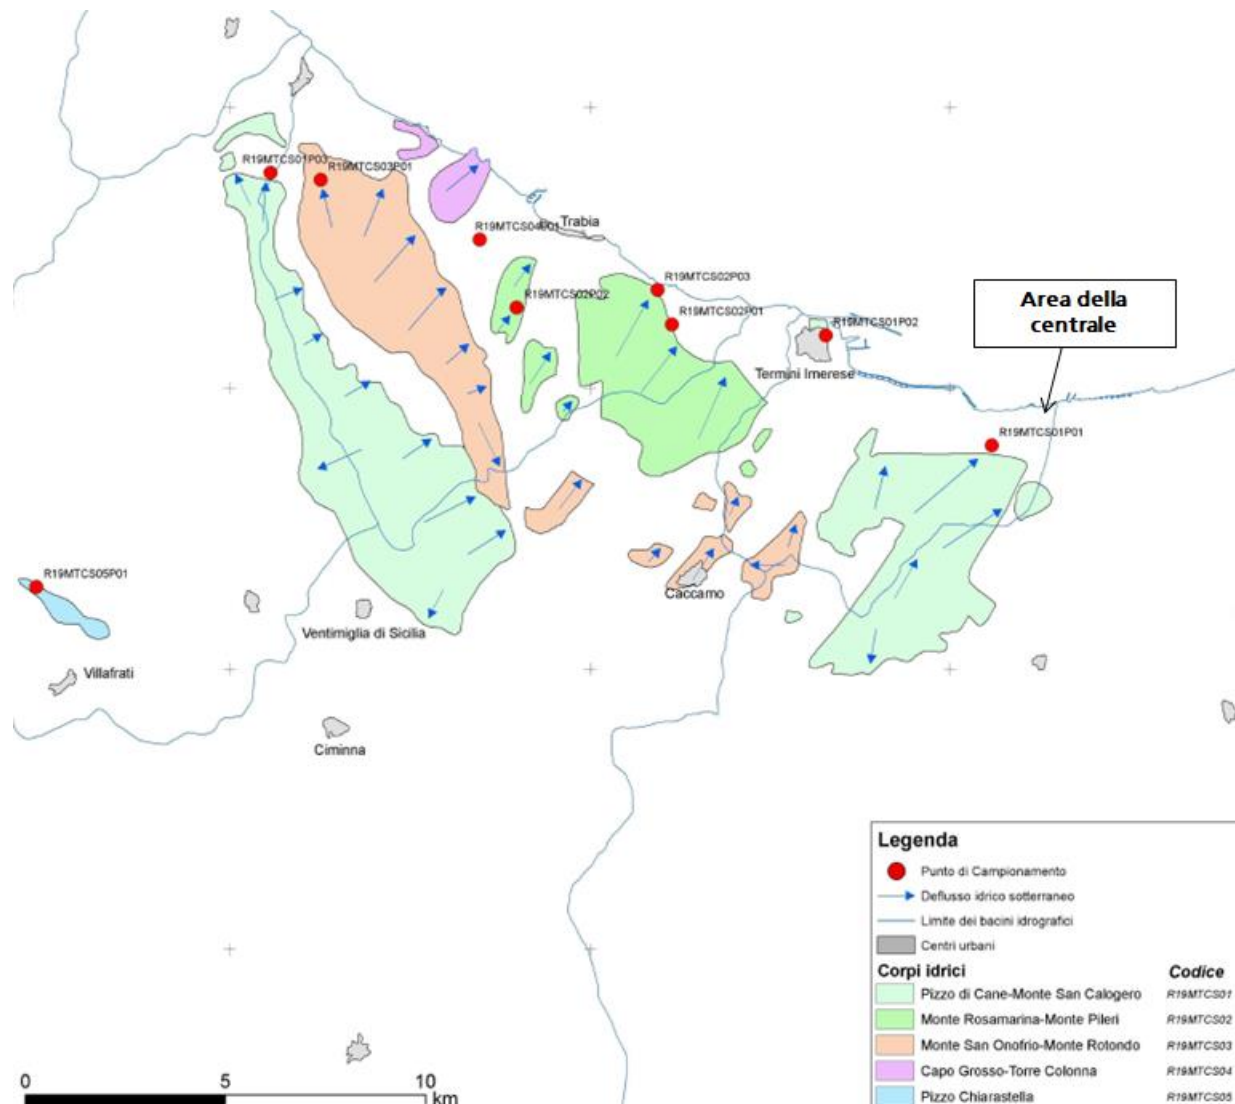 R19MTCS01P03
R19MTCS03P01
R19MTCS04P01
Trabia
R19MTCS02P03
R19MTCS02P02
R19MTCS02P01
R19MTCS01P02
Area della
centrale
Termini Imerese
R19MTCS01P01
R19MTCS05P01
Caccamo
Ventimiglia di Sicilia
Villafrati
Ciminna
Legenda
Punto di Campionamento
Deflusso idrico sotterraneo
Limite dei bacini idrografici
Centri urbani
Corpi idrici Codice
Pizzo di Cane-Monte San Calogero R19MTCS01
Monte Rosamarina-Monte Pileri R19MTCS02
Monte San Onofrio-Monte Rotondo R19MTCS03
Capo Grosso-Torre Colonna R19MTCS04
Pizzo Chiarastella R19MTCS05
0 5 10
km